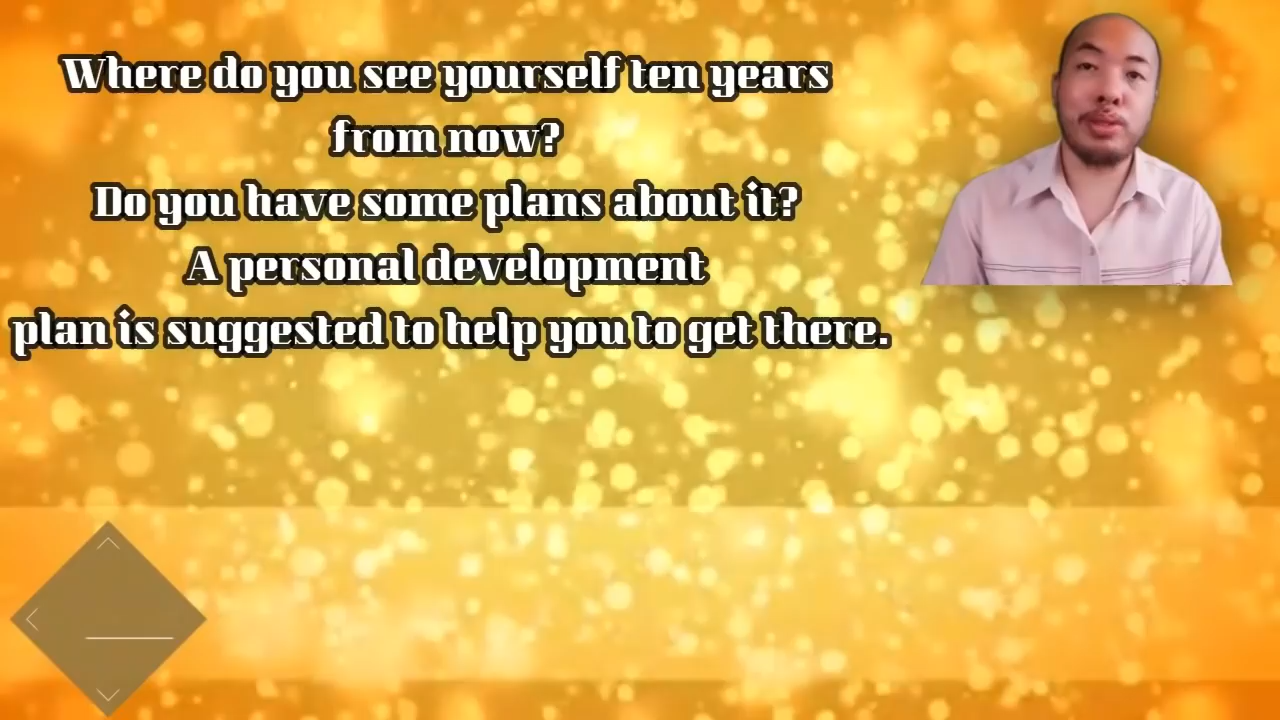 Where do you see yourself ten years
from now?
Do you have some plans about it?
A personal development
plan is suggested to help you to get there.